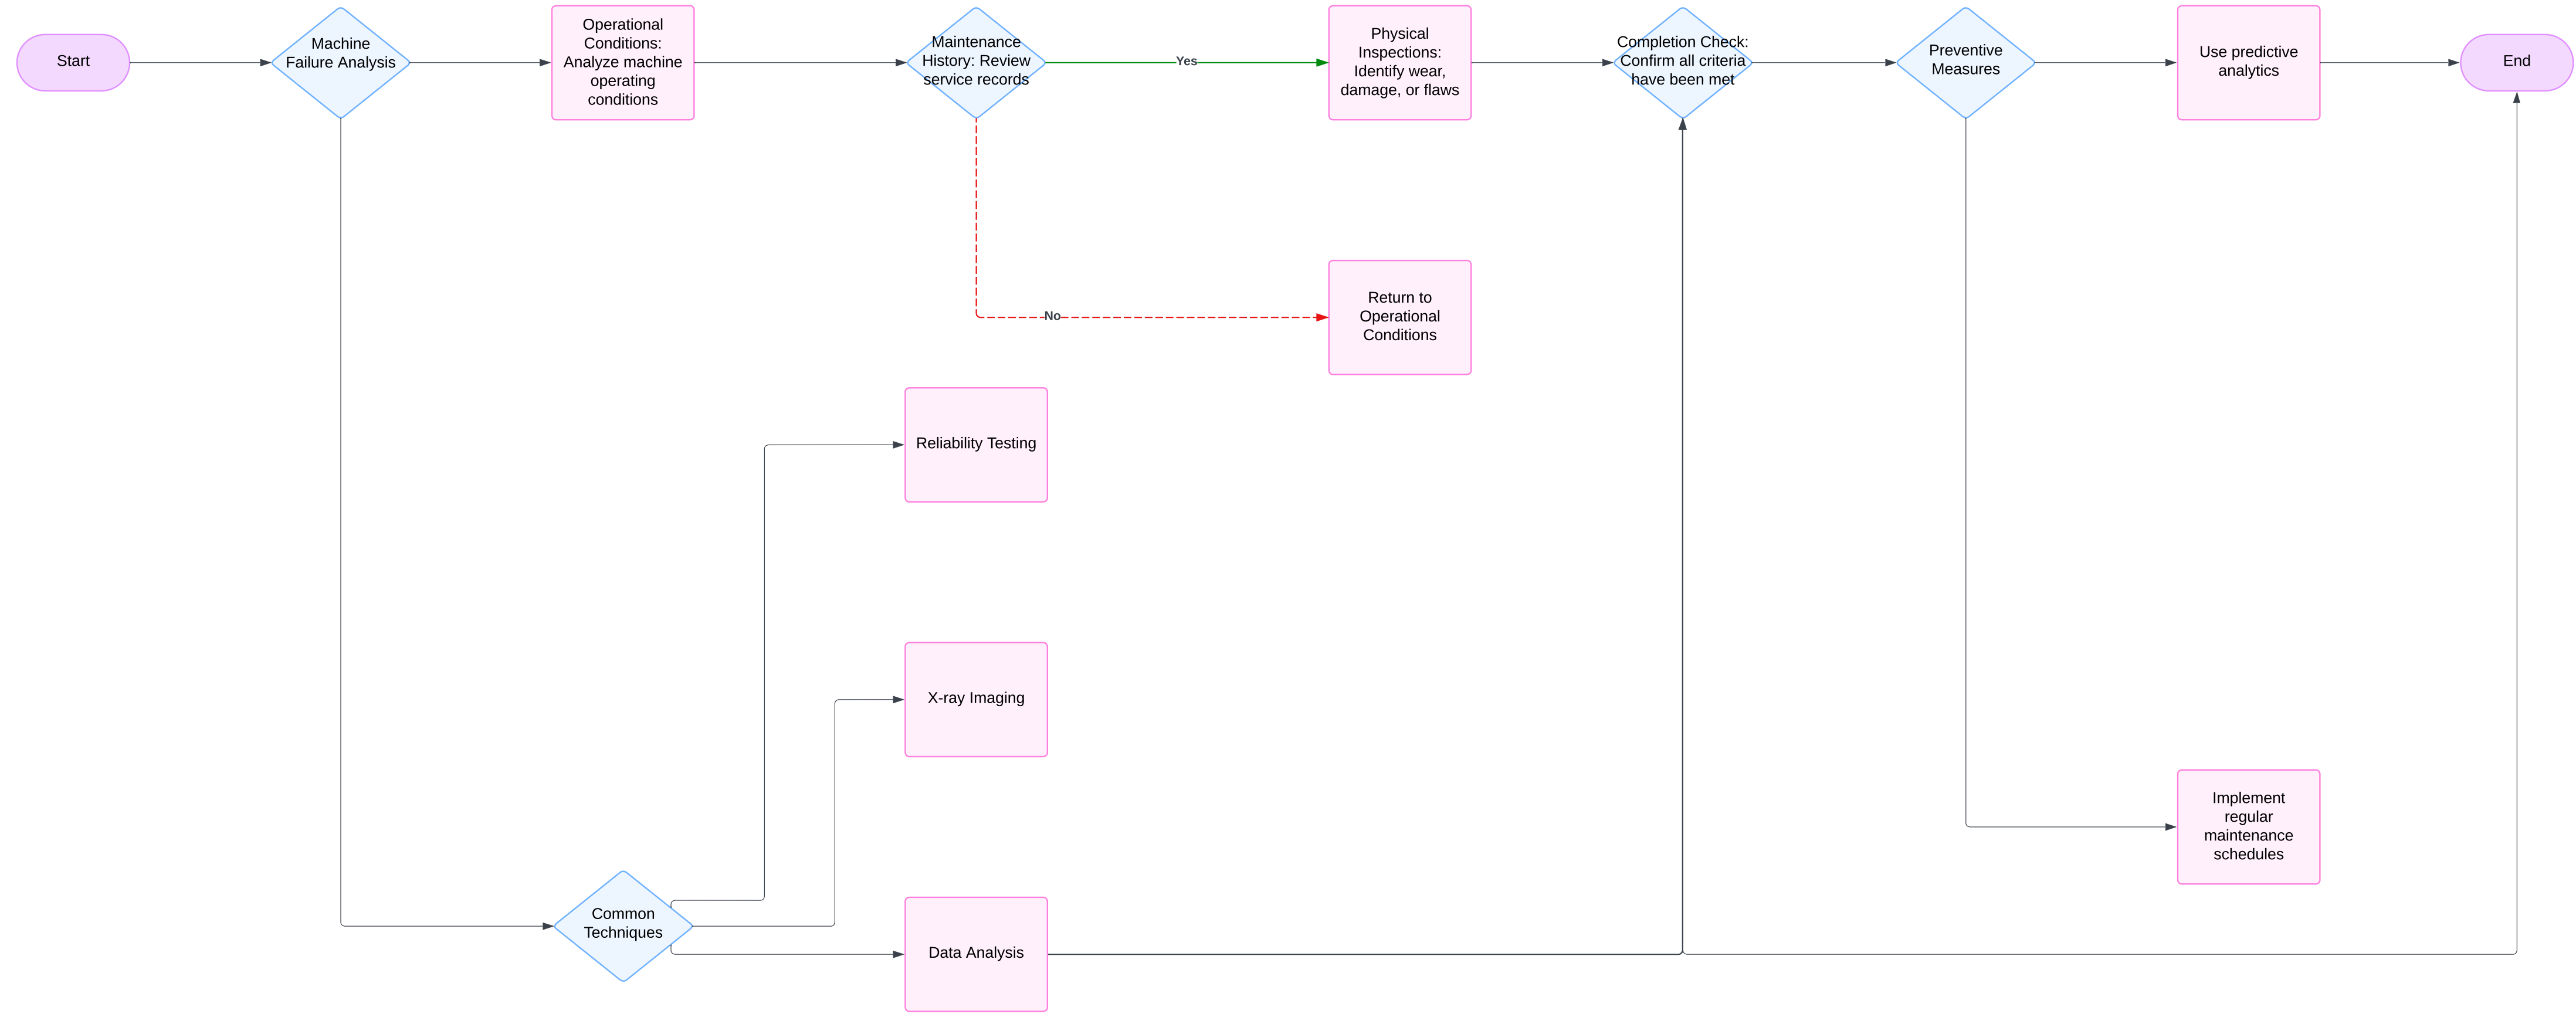 Start
Machine
Failure Analysis
Operational
Conditions:
Analyze machine
operating
conditions
Maintenance
History: Review
service records
Yes
Physical
Inspections:
Identify wear,
damage, or flaws
Completion Check:
Confirm all criteria
have been met
Preventive
Measures
Use predictive
analytics
End
No
Return to
Operational
Conditions
Reliability Testing
X-ray Imaging
Implement
regular
maintenance
schedules
Common
Techniques
Data Analysis